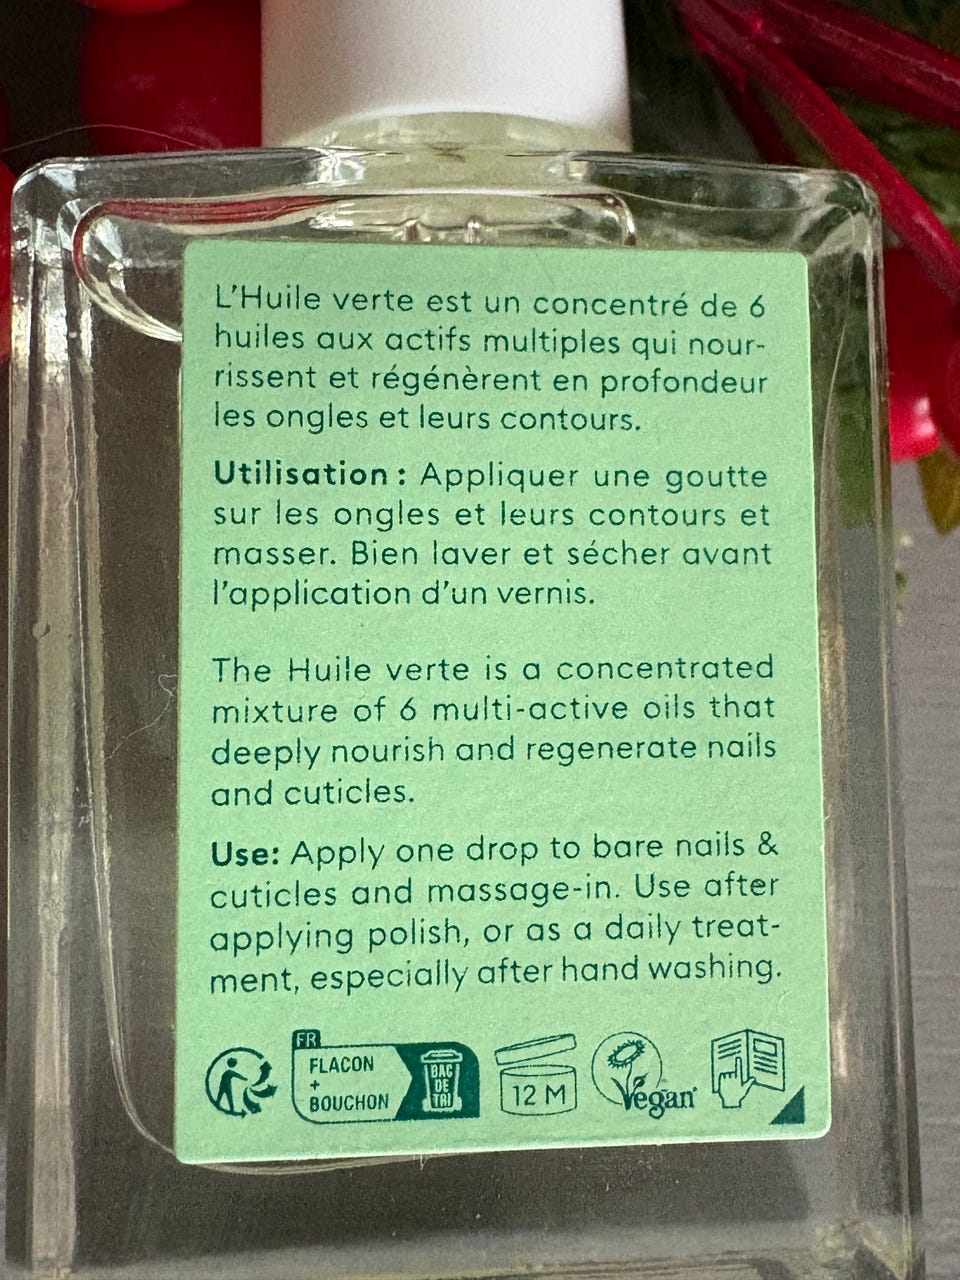 L'Huile verte est un concentré de 6
huiles aux actifs multiples qui nour-
rissent et régénèrent en profondeur
les ongles et leurs contours.
Utilisation : Appliquer une goutte
sur les ongles et leurs contours et
masser. Bien laver et sécher avant
l'application d'un vernis.
The Huile verte is a concentrated
mixture of 6 multi-active oils that
deeply nourish and regenerate nails
and cuticles.
Use: Apply one drop to bare nails &
cuticles and massage-in. Use after
applying polish, or as a daily treat-
ment, especially after hand washing.
FR
FLACON
+
BOUCHON
BAC
DE
TRI
12 M
Vegan